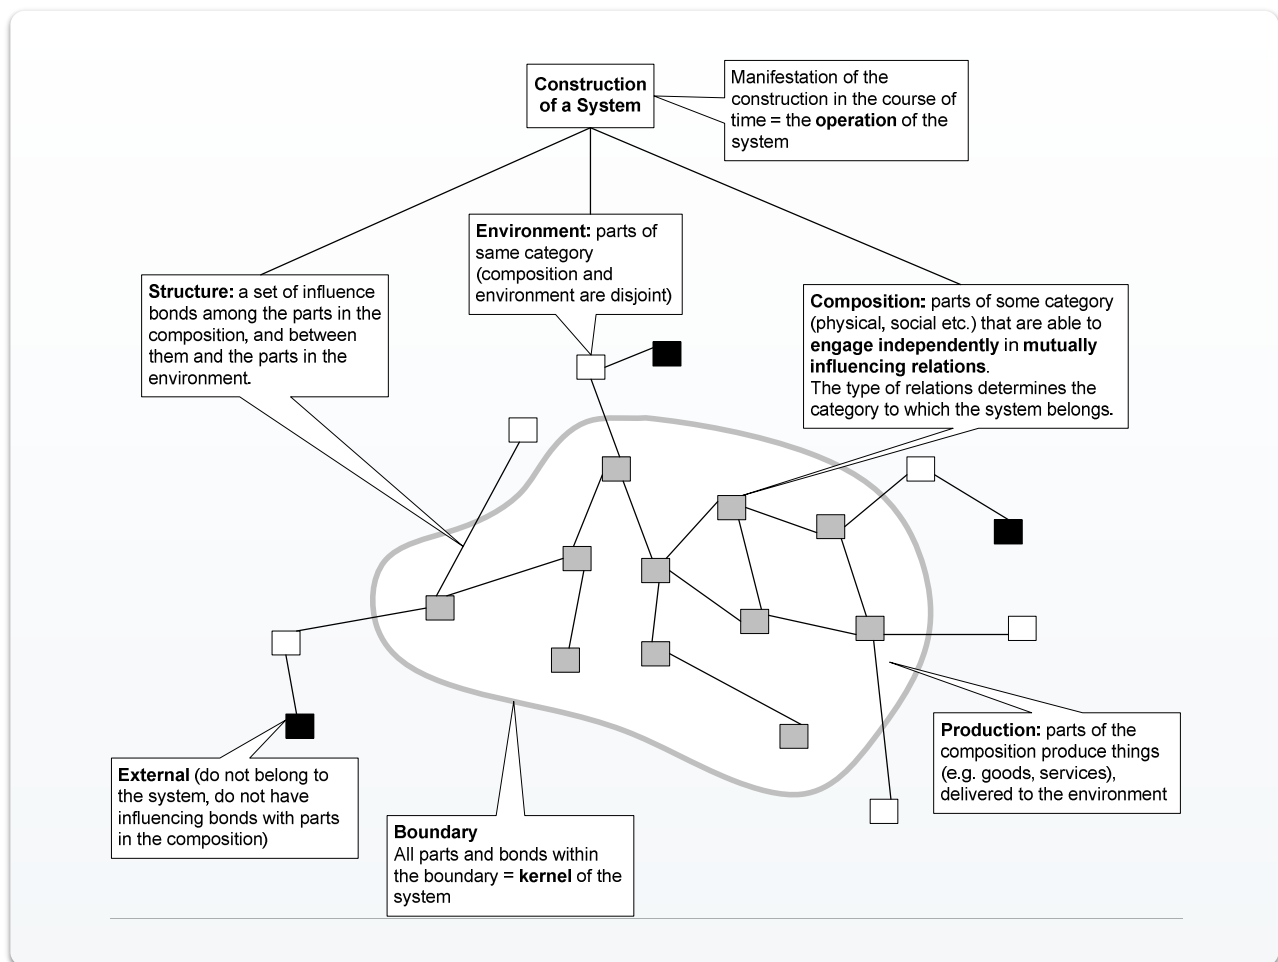 Construction
of a System
Manifestation of the
construction in the course of
time = the operation of the
system
Environment: parts of
same category
(composition and
environment are disjoint)
Structure: a set of influence
bonds among the parts in the
composition, and between
them and the parts in the
environment.
Composition: parts of some category
(physical, social etc.) that are able to
engage independently in mutually
influencing relations.
The type of relations determines the
category to which the system belongs.
Production: parts of the
composition produce things
(e.g. goods, services),
delivered to the environment
External (do not belong to
the system, do not have
influencing bonds with parts
in the composition)
Boundary
All parts and bonds within
the boundary = kernel of the
system